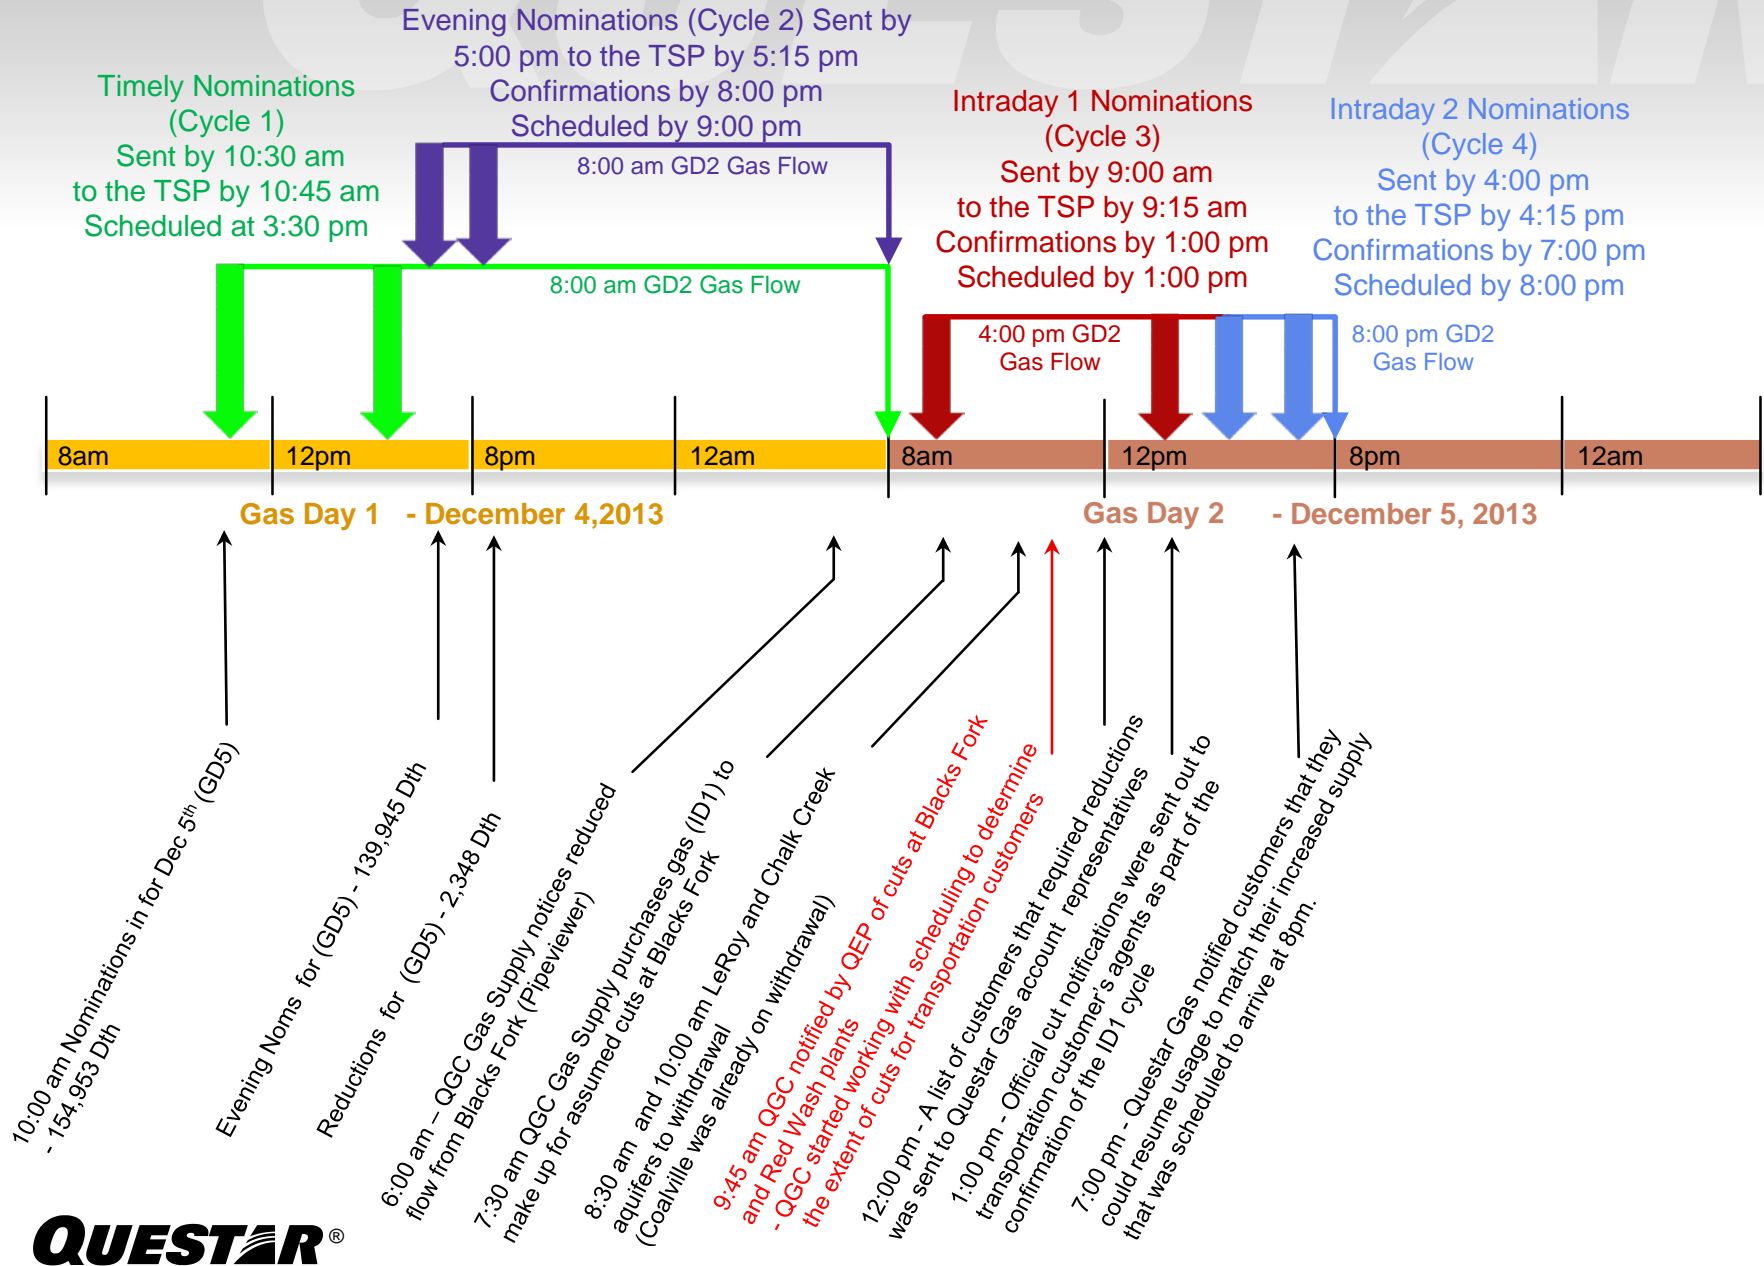 Evening Nominations (Cycle 2) Sent by
5:00 pm to the TSP by 5:15 pm
Confirmations by 8:00 pm
Scheduled by 9:00 pm
Timely Nominations
(Cycle 1)
Sent by 10:30 am
to the TSP by 10:45 am
Scheduled at 3:30 pm
Intraday 1 Nominations
(Cycle 3)
Sent by 9:00 am
to the TSP by 9:15 am
Confirmations by 1:00 pm
Scheduled by 1:00 pm
Intraday 2 Nominations
(Cycle 4)
Sent by 4:00 pm
to the TSP by 4:15 pm
Confirmations by 7:00 pm
Scheduled by 8:00 pm
8:00 am GD2 Gas Flow
8:00 am GD2 Gas Flow
4:00 pm GD2
Gas Flow
8:00 pm GD2
Gas Flow
8am
12pm
8pm
12am
8am
12pm
8pm
12am
Gas Day 1 - December 4,2013
Gas Day 2 - December 5, 2013
10:00 am Nominations in for Dec 5th (GD5)
- 154,953 Dth
Evening Noms for (GD5) - 139,945 Dth
Reductions for (GD5) - 2,348 Dth
6:00 am – QGC Gas Supply notices reduced
flow from Blacks Fork (Pipeviewer)
7:30 am QGC Gas Supply purchases gas (ID1) to
make up for assumed cuts at Blacks Fork
8:30 am and 10:00 am LeRoy and Chalk Creek
aquifers to withdrawal
(Coalville was already on withdrawal)
9:45 am QGC notified by QEP of cuts at Blacks Fork
and Red Wash plants
- QGC started working with scheduling to determine
the extent of cuts for transportation customers
12:00 pm - A list of customers that required reductions
was sent to Questar Gas account representatives
1:00 pm - Official cut notifications were sent out to
transportation customer's agents as part of the
confirmation of the ID1 cycle
7:00 pm - Questar Gas notified customers that they
could resume usage to match their increased supply
that was scheduled to arrive at 8pm.
QUESTAR®